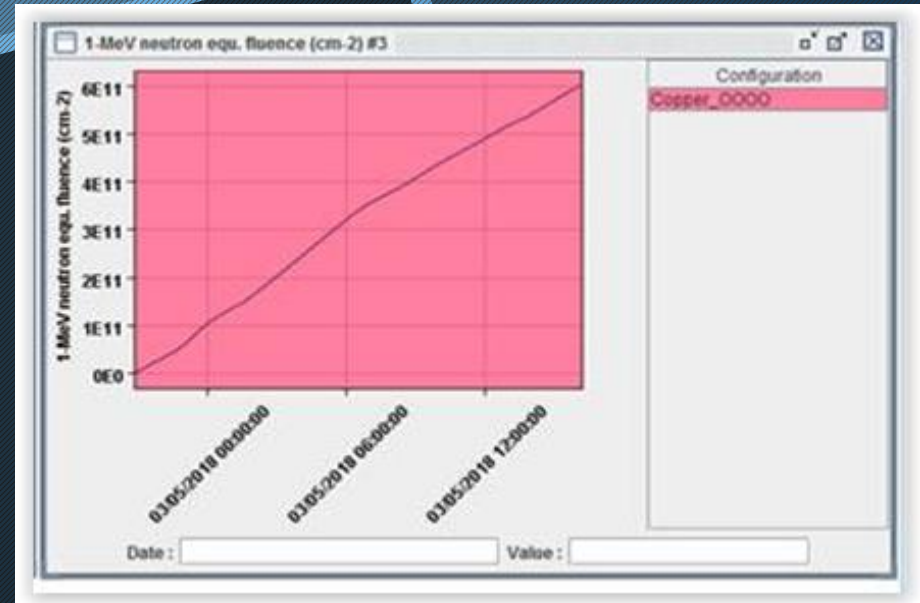 1-MeV neutron equ. fluence (cm-2) #3
1-MeV neutron equ. fluence (cm-2)
6E11
5E11
4E11
3E11
2E11
1E11
0E0
03/05/2018 00:00:00
03/05/2018 06:00:00
03/05/2018 12:00:00
Configuration
Copper_OOOO
Date :
Value :